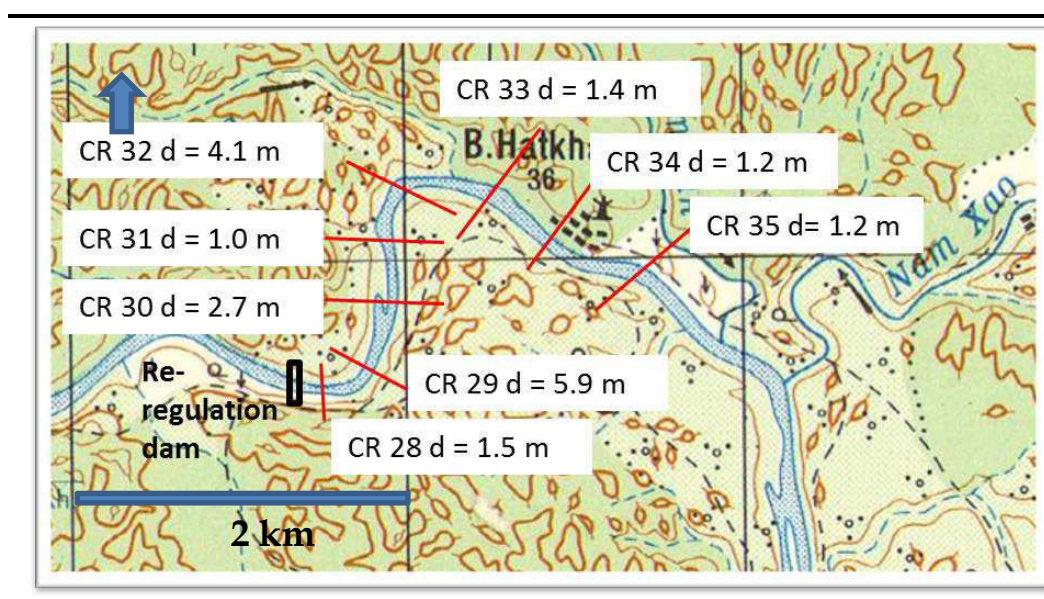 CR 33 d = 1.4 m
CR 32 d = 4.1 m
B.Hatkh
36
CR 34 d = 1.2 m
CR 31 d = 1.0 m
CR 35 d= 1.2 m
Nam Xao
CR 30 d = 2.7 m
Re-
regulation
dam
CR 29 d = 5.9 m
CR 28 d = 1.5 m
2 km